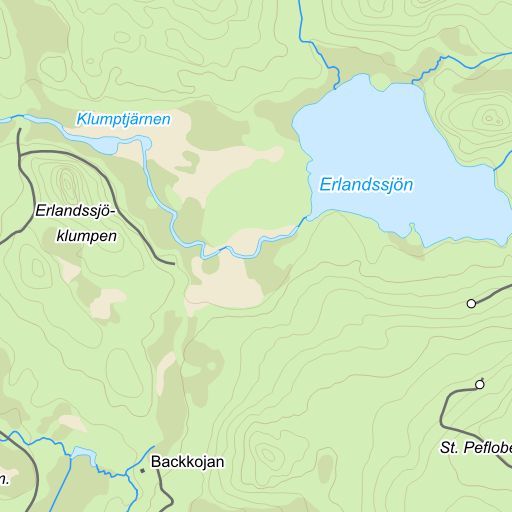 Klumptjärnen
Erlandssjön
Erlandssjö-
klumpen
St. Peflobe
Backkojan
m.